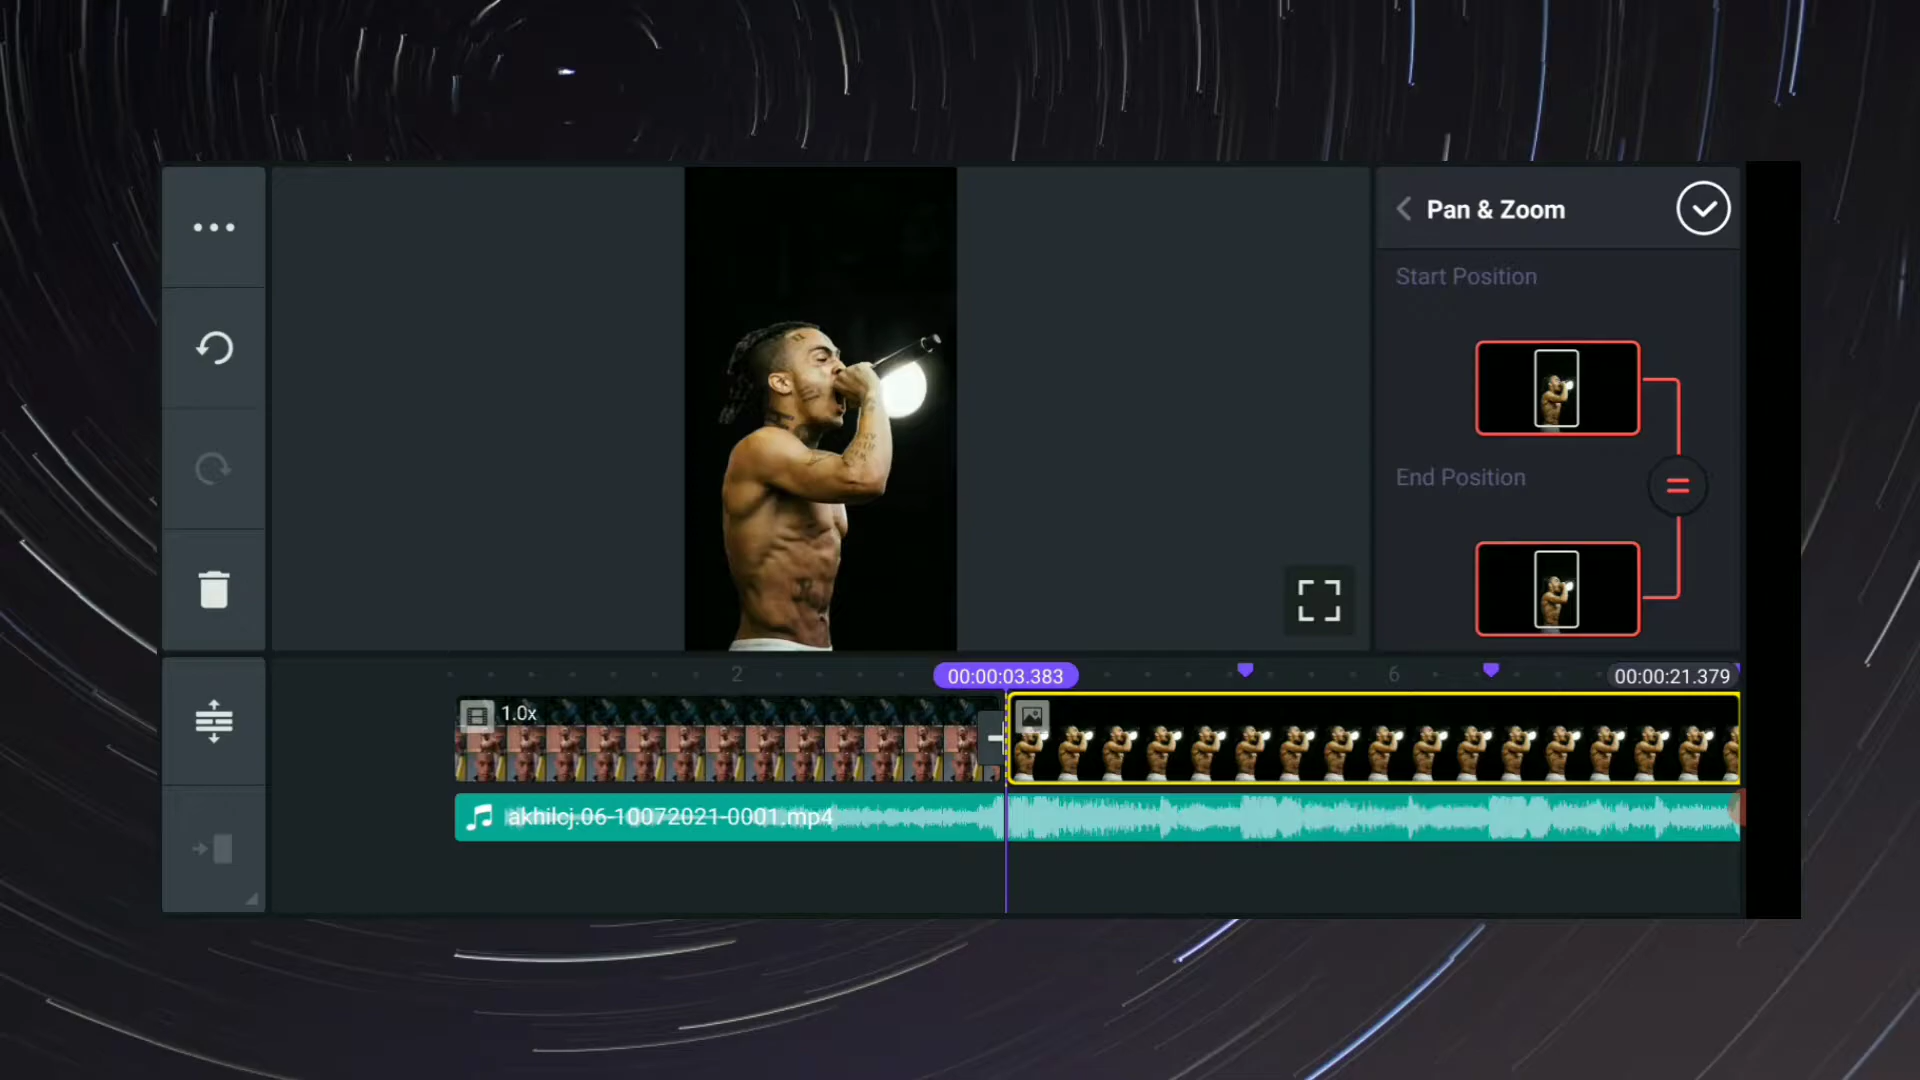 Pan & Zoom
Start Position
End Position
2
00:00:03.383
6
00:00:21.379
1.0x
akhilcj.06-10072021-0001.mp4